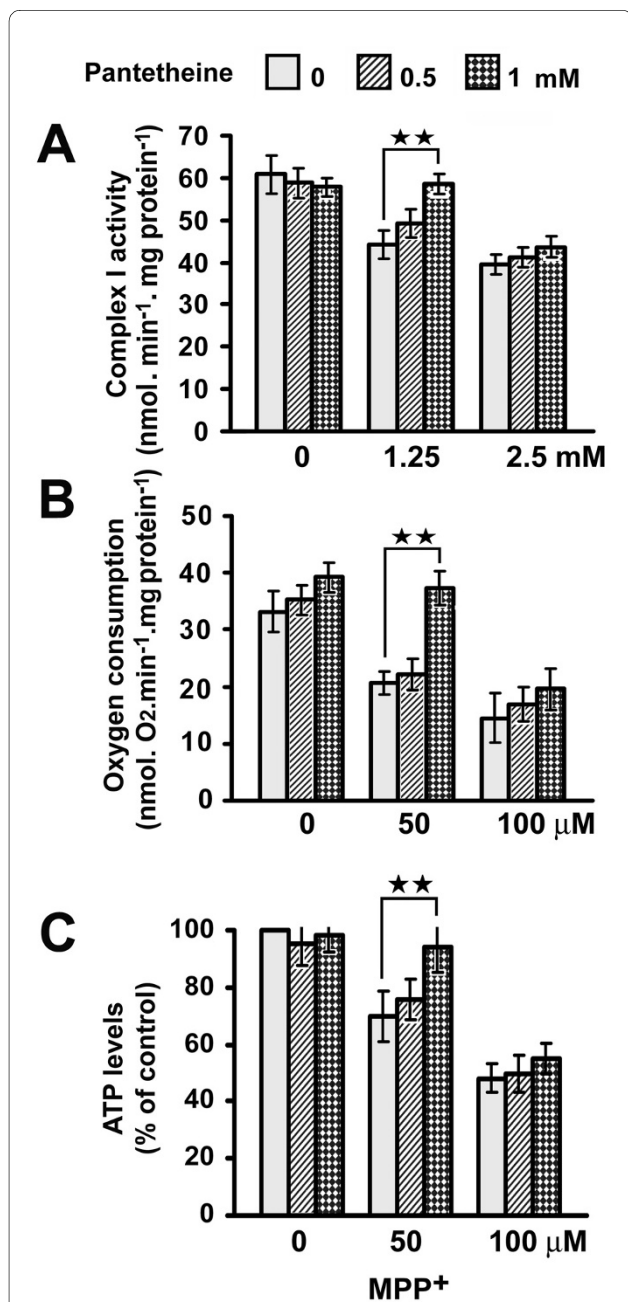 Pantetheine 0 0.5 1 mM
A
Complex I activity
(nmol. min-1. mg protein-1)
70
60
50
40
30
20
10
0
★★
0 1.25 2.5 mM
B
Oxygen consumption
(nmol. O2.min-1.mgprotein-1)
50
40
30
20
10
0
★★
0 50 100 μM
C
ATP levels
(% of control)
100
80
60
40
20
0
★★
0 50 100 μM
MPP+